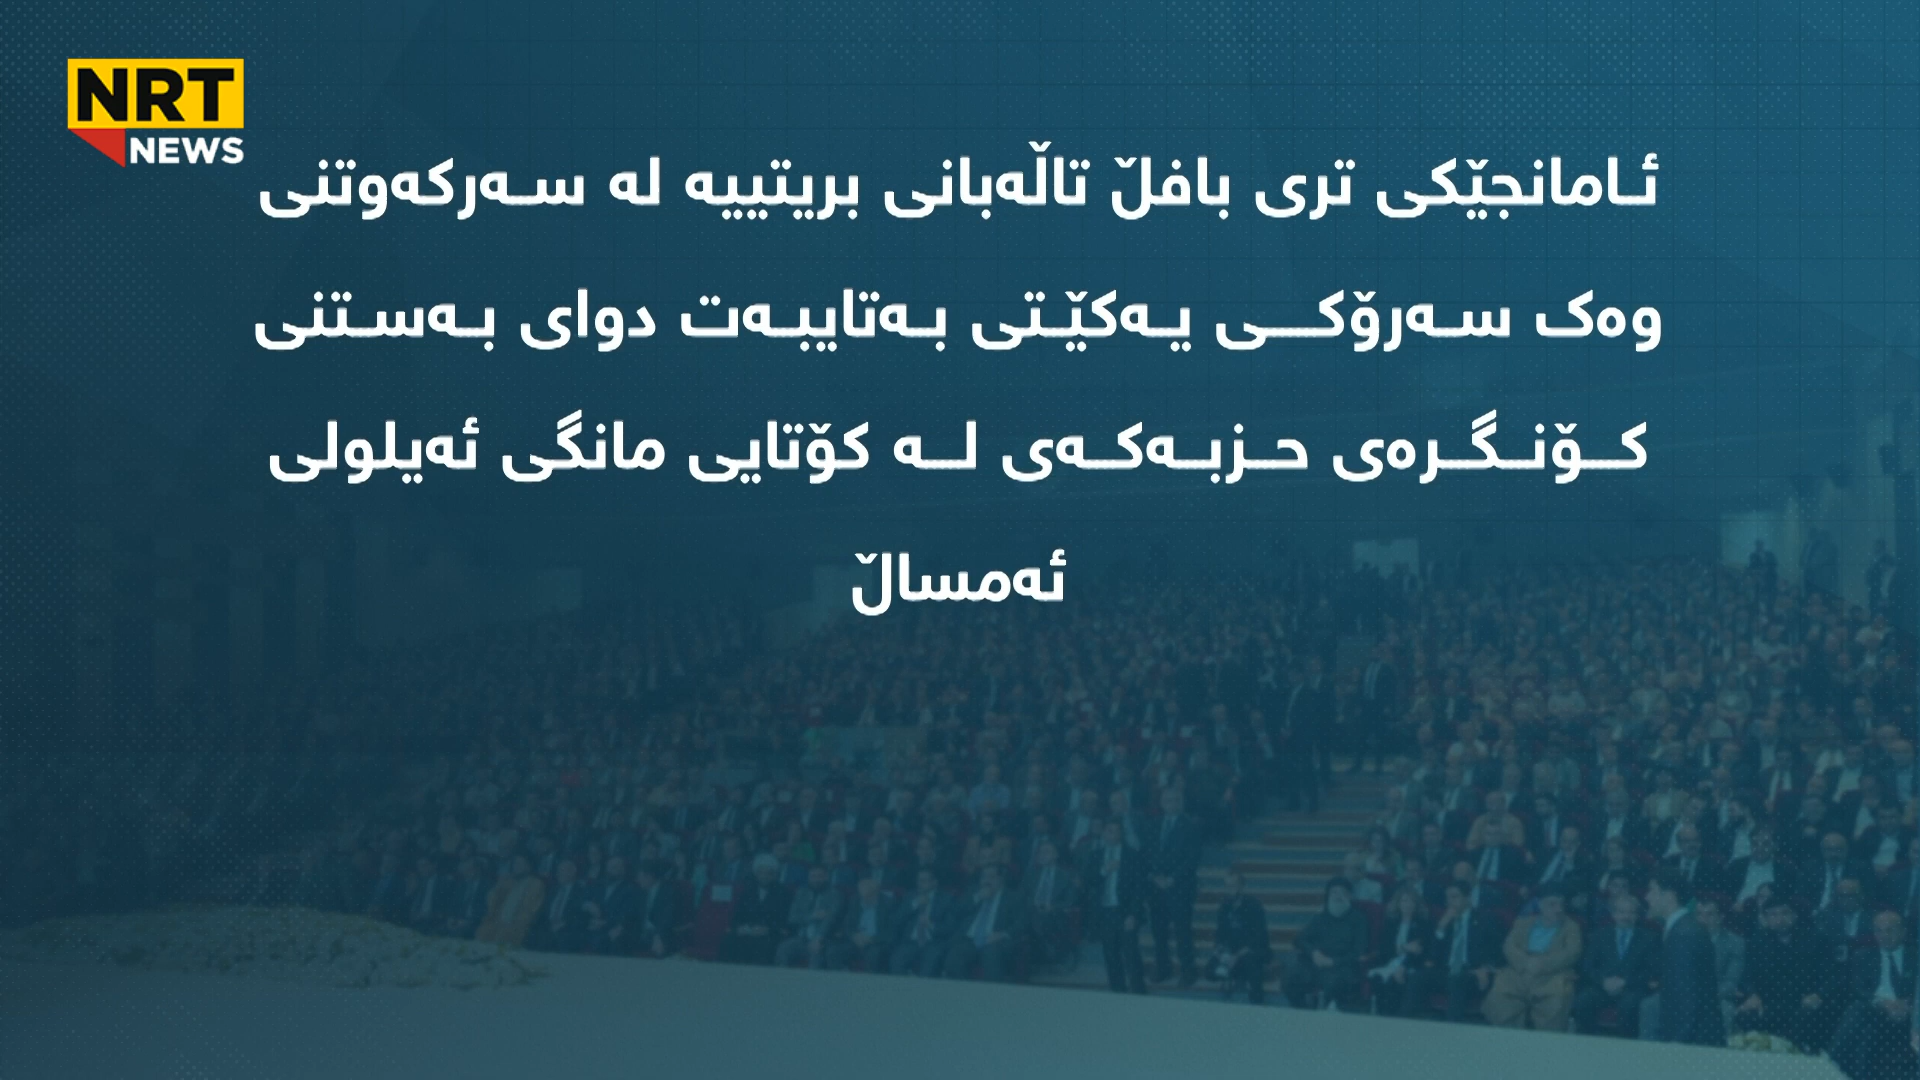 NRT
NEWS
ئامانجێکی تری بافڵ تاڵەبانی بریتییە لە سەرکەوتنی
وەک سەرۆکی یەکێتی بەتایبەت دوای بەستنی
کۆنگرەی حزبەکەی لە کۆتایی مانگی ئەیلولی
ئەمساڵ